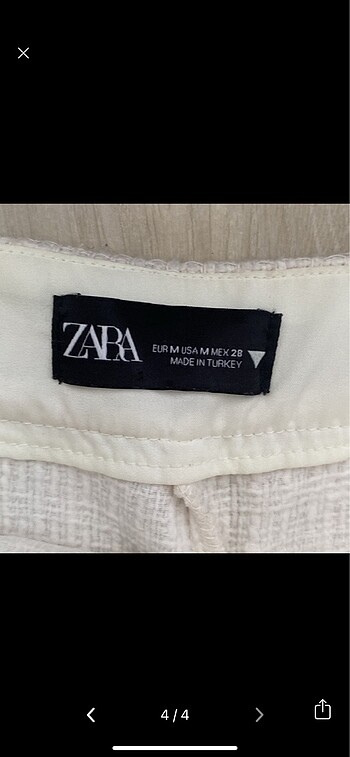 ZARA
EUR M USA M MEX 28
MADE IN TURKEY
4 / 4